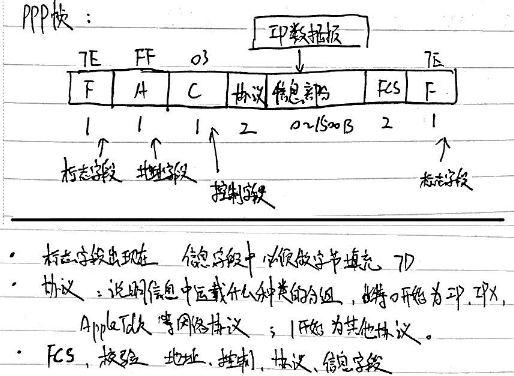 PPP帧：
IP数据报
7E FF 03 7E
F A C 协议 信息部分 FCS F
1 1 1 2 0~1500B 2 1
标志字段 地址字段 控制字段 标志字段
· 标志字段出现在 信息字段中必须做字节填充 7D
· 协议：说明信息中运载什么种类的分组，比特0开始为IP、IPX、
AppleTalk 等网络协议；1开始为其他协议。
· FCS、校验 地址、控制、协议、信息字段